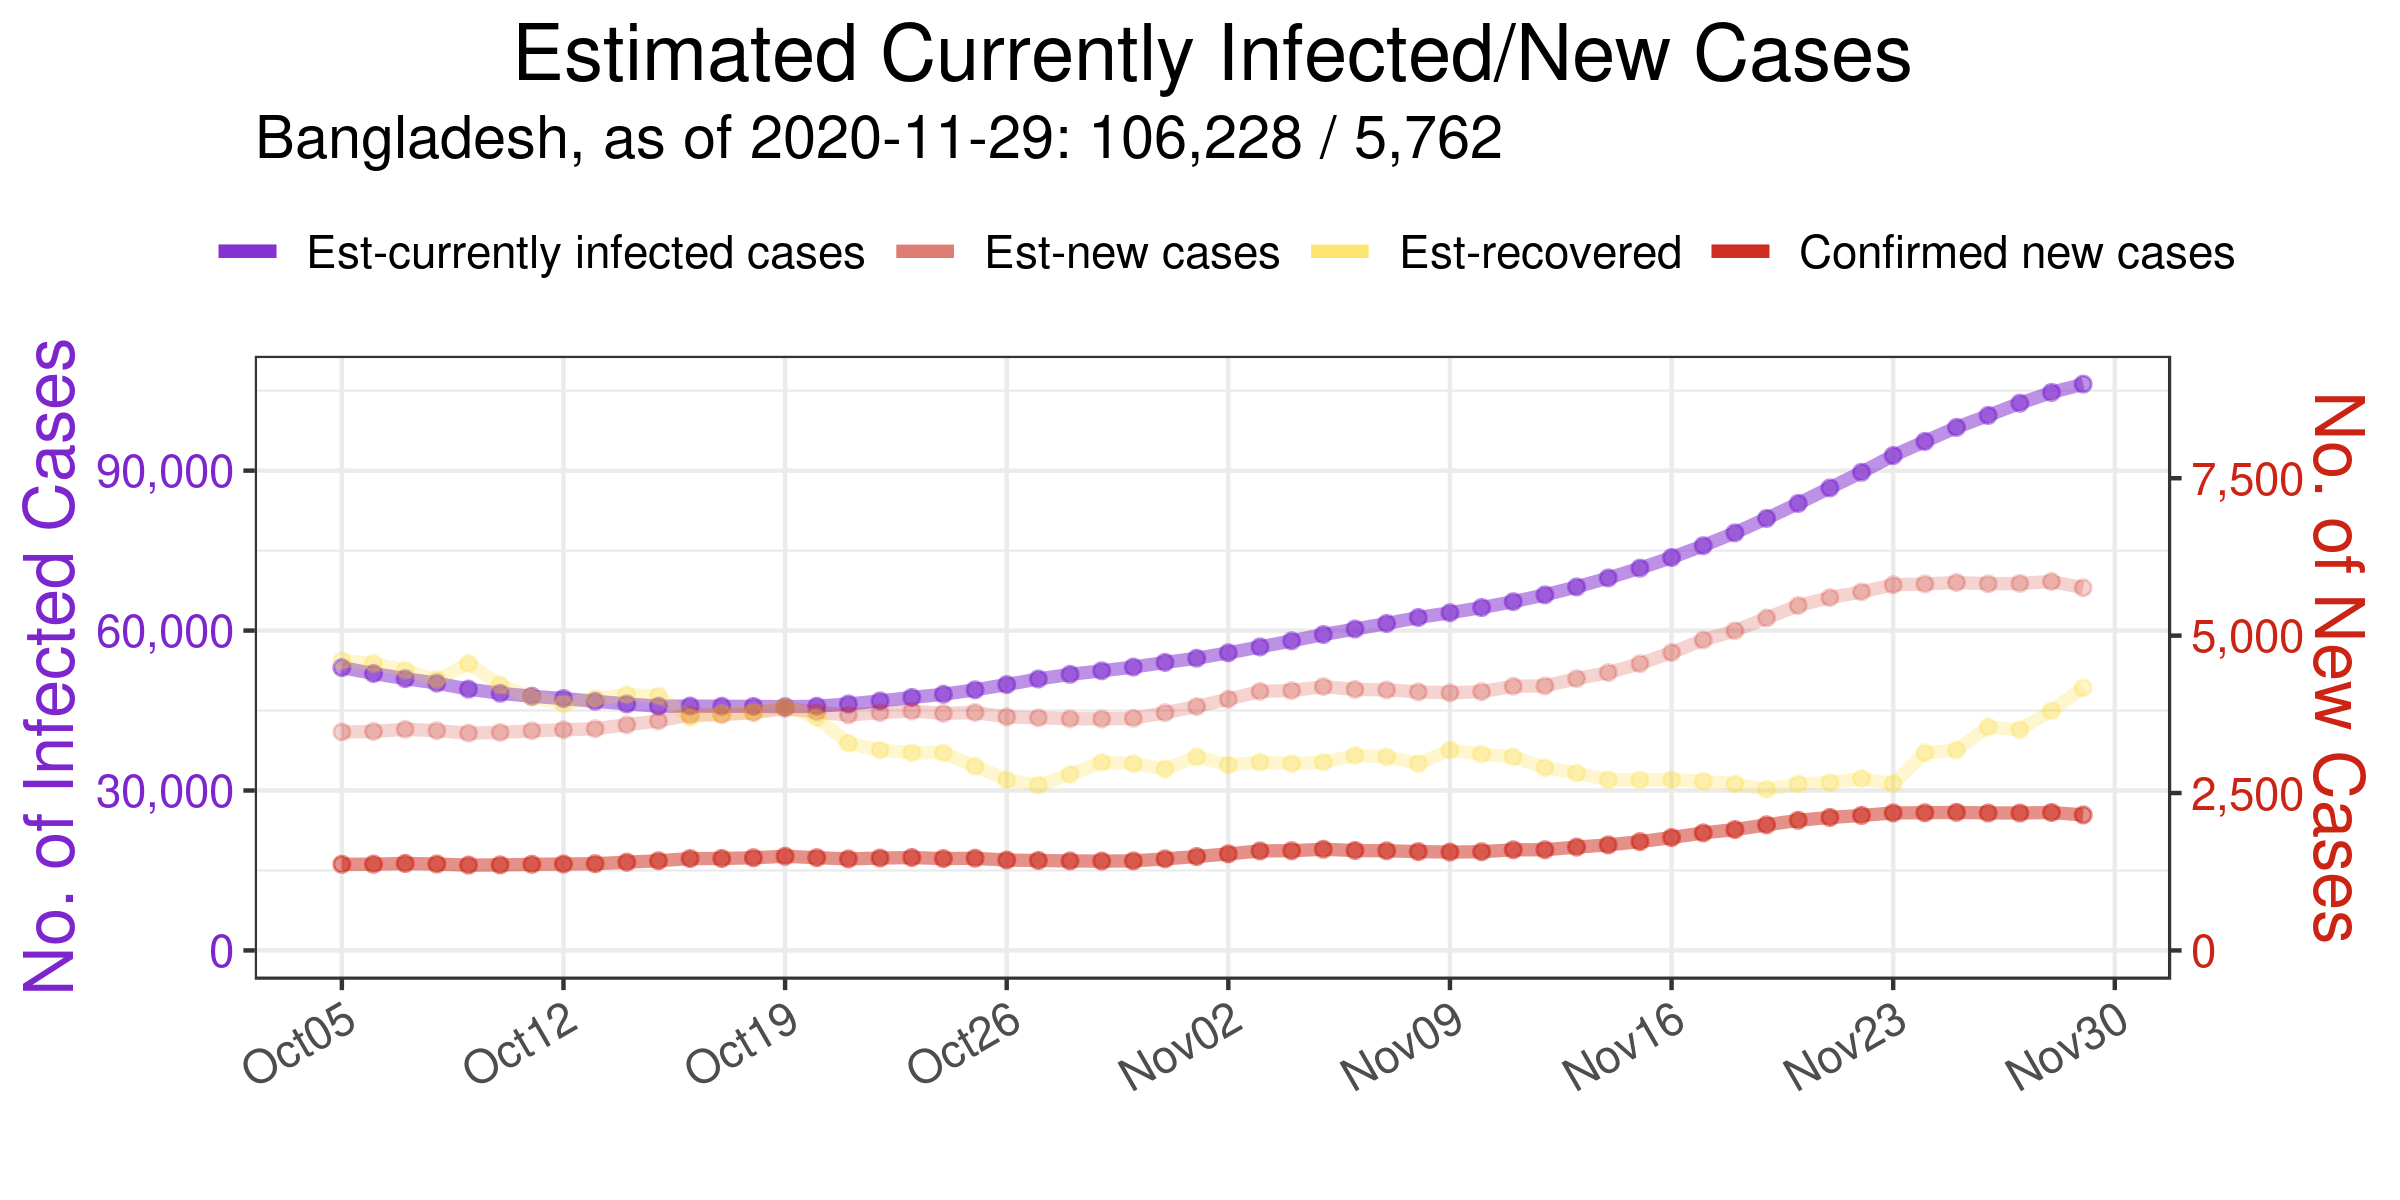 Estimated Currently Infected/New Cases
Bangladesh, as of 2020-11-29: 106,228 / 5,762
Est-currently infected cases Est-new cases Est-recovered Confirmed new cases
No. of Infected Cases
90,000
60,000
30,000
0
7,500
5,000
2,500
0
No. of New Cases
Oct05 Oct12 Oct19 Oct26 Nov02 Nov09 Nov16 Nov23 Nov30